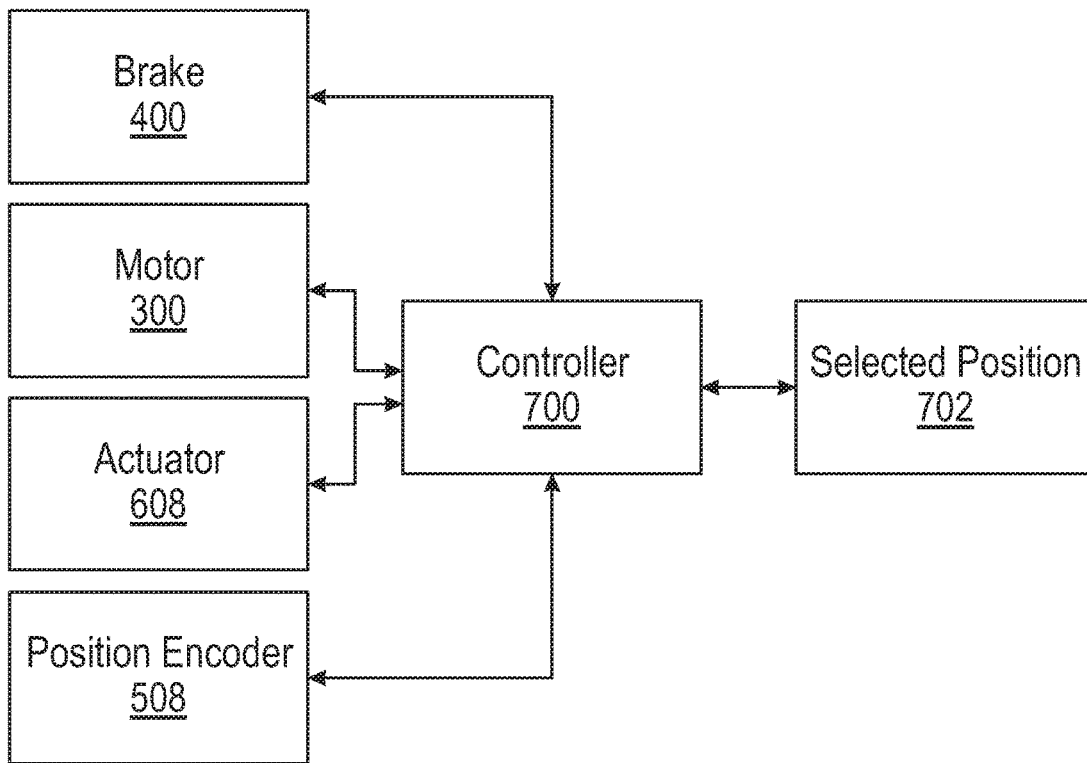 Brake
400
Motor
300
Actuator
608
Position Encoder
508
Controller
700
Selected Position
702